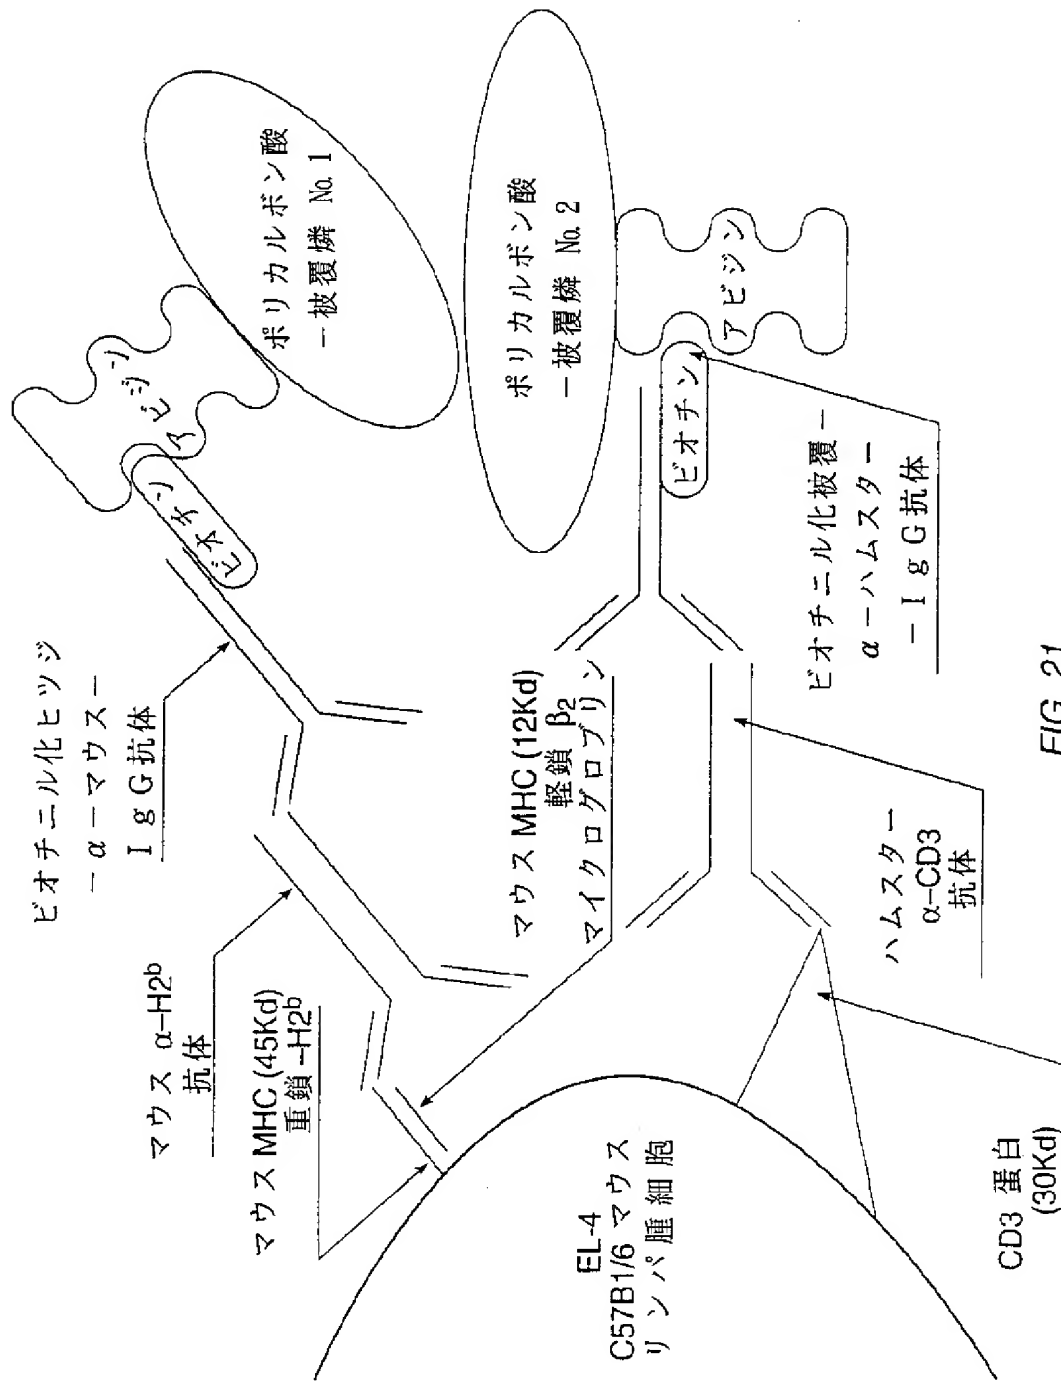 ビオチニル化ヒツジ
－α－マウス－
ＩｇＧ抗体
マウス α–H2b
抗体
マウス MHC (45Kd)
重鎖 –H2b
ビオチン
アビジン
ポリカルボン酸
－被覆燐 No.1
マウス MHC (12Kd)
軽鎖 β2
マイクログロブリン
ポリカルボン酸
－被覆燐 No.2
EL-4
C57B1/6 マウス
リンパ腫細胞
ビオチン
アビジン
ビオチニル化被覆－
α－ハムスター
－ＩｇＧ抗体
ハムスター
α–CD3
抗体
CD3 蛋白
(30Kd)
FIG. 21